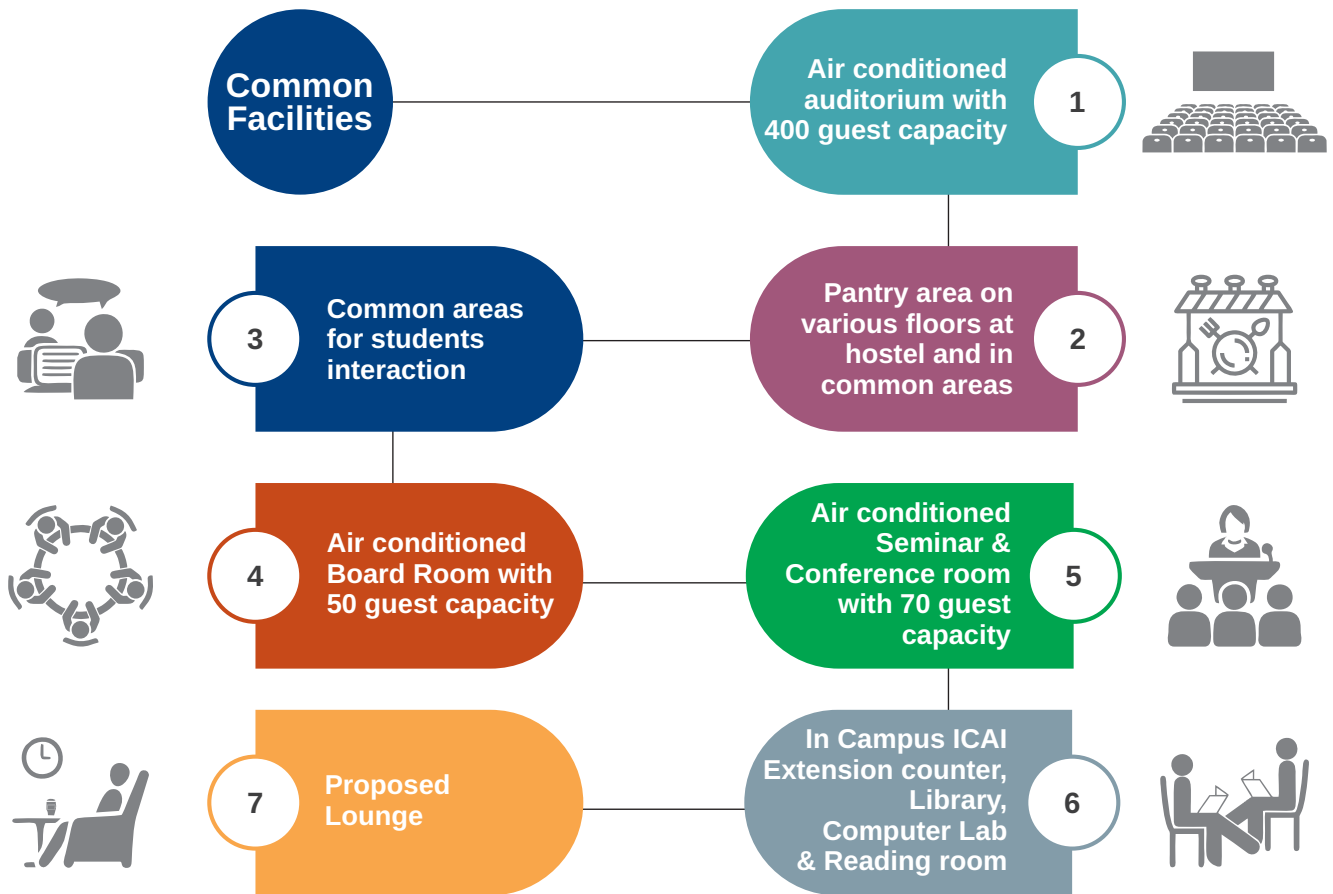 Common
Facilities
Air conditioned
auditorium with
400 guest capacity
1
Pantry area on
various floors at
hostel and in
common areas
2
3
Common areas
for students
interaction
4
Air conditioned
Board Room with
50 guest capacity
Air conditioned
Seminar &
Conference room
with 70 guest
capacity
5
In Campus ICAI
Extension counter,
Library,
Computer Lab
& Reading room
6
7
Proposed
Lounge